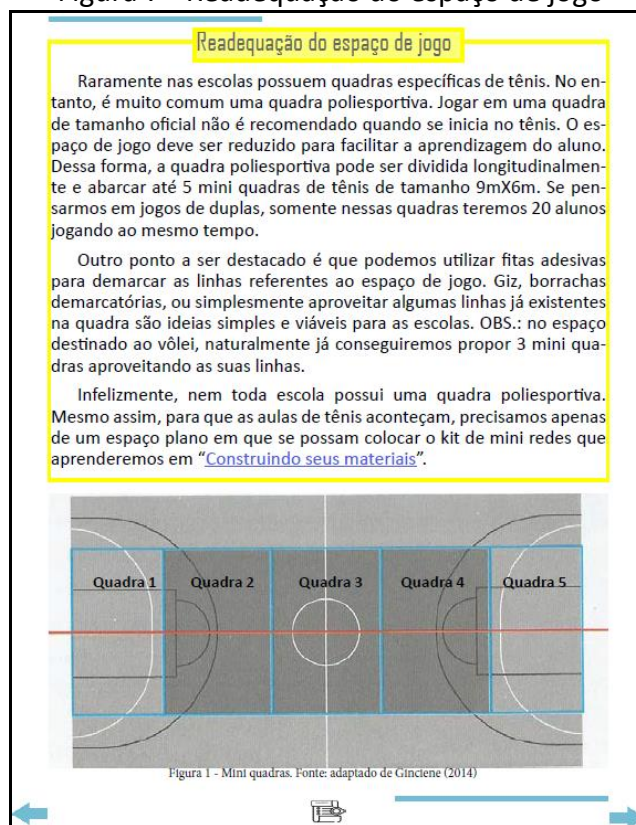 Readequação do espaço de jogo
Raramente nas escolas possuem quadras específicas de tênis. No en-
tanto, é muito comum uma quadra poliesportiva. Jogar em uma quadra
de tamanho oficial não é recomendado quando se inicia no tênis. O es-
paço de jogo deve ser reduzido para facilitar a aprendizagem do aluno.
Dessa forma, a quadra poliesportiva pode ser dividida longitudinalmen-
te e abarcar até 5 mini quadras de tênis de tamanho 9mX6m. Se pen-
sarmos em jogos de duplas, somente nessas quadras teremos 20 alunos
jogando ao mesmo tempo.
Outro ponto a ser destacado é que podemos utilizar fitas adesivas
para demarcar as linhas referentes ao espaço de jogo. Giz, borrachas
demarcatórias, ou simplesmente aproveitar algumas linhas já existentes
na quadra são ideias simples e viáveis para as escolas. OBS.: no espaço
destinado ao vôlei, naturalmente já conseguiremos propor 3 mini qua-
dras aproveitando as suas linhas.
Infelizmente, nem toda escola possui uma quadra poliesportiva.
Mesmo assim, para que as aulas de tênis aconteçam, precisamos apenas
de um espaço plano em que se possam colocar o kit de mini redes que
aprenderemos em “Construindo seus materiais”.
Quadra 1 Quadra 2 Quadra 3 Quadra 4 Quadra 5
Figura 1 - Mini quadras. Fonte: adaptado de Ginciene (2014)